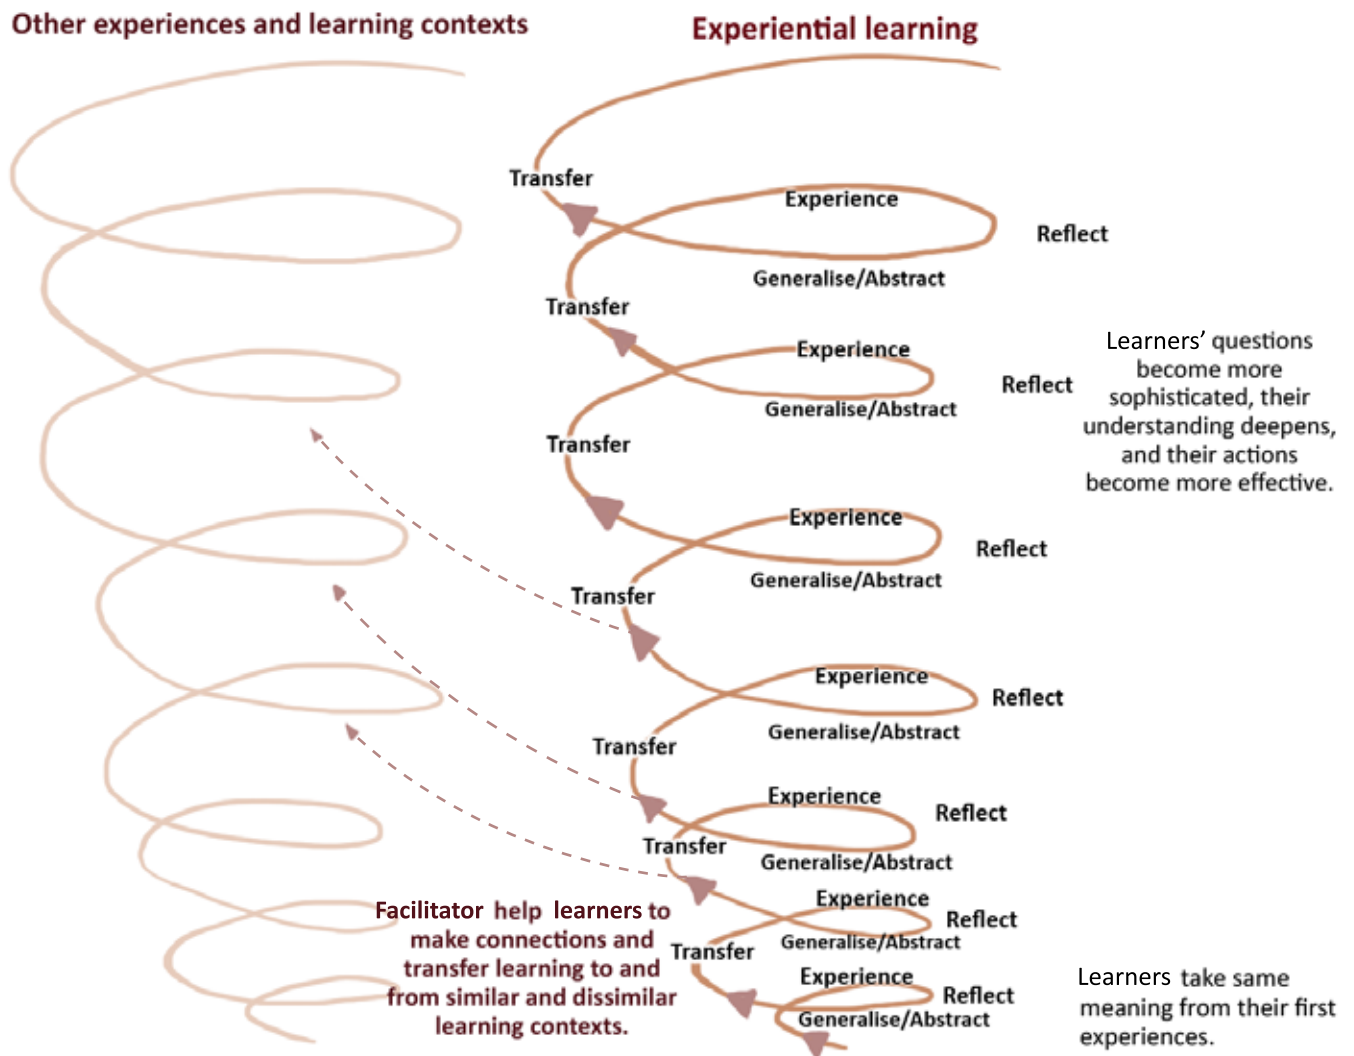 Other experiences and learning contexts
Experiential learning
Transfer
Experience
Reflect
Generalise/Abstract
Transfer
Experience
Reflect
Generalise/Abstract
Learners’ questions
become more
sophisticated, their
understanding deepens,
and their actions
become more effective.
Transfer
Experience
Reflect
Generalise/Abstract
Transfer
Experience
Reflect
Generalise/Abstract
Transfer
Experience
Reflect
Generalise/Abstract
Transfer
Experience
Reflect
Generalise/Abstract
Transfer
Experience
Reflect
Generalise/Abstract
Facilitator help learners to
make connections and
transfer learning to and
from similar and dissimilar
learning contexts.
Learners take same
meaning from their first
experiences.